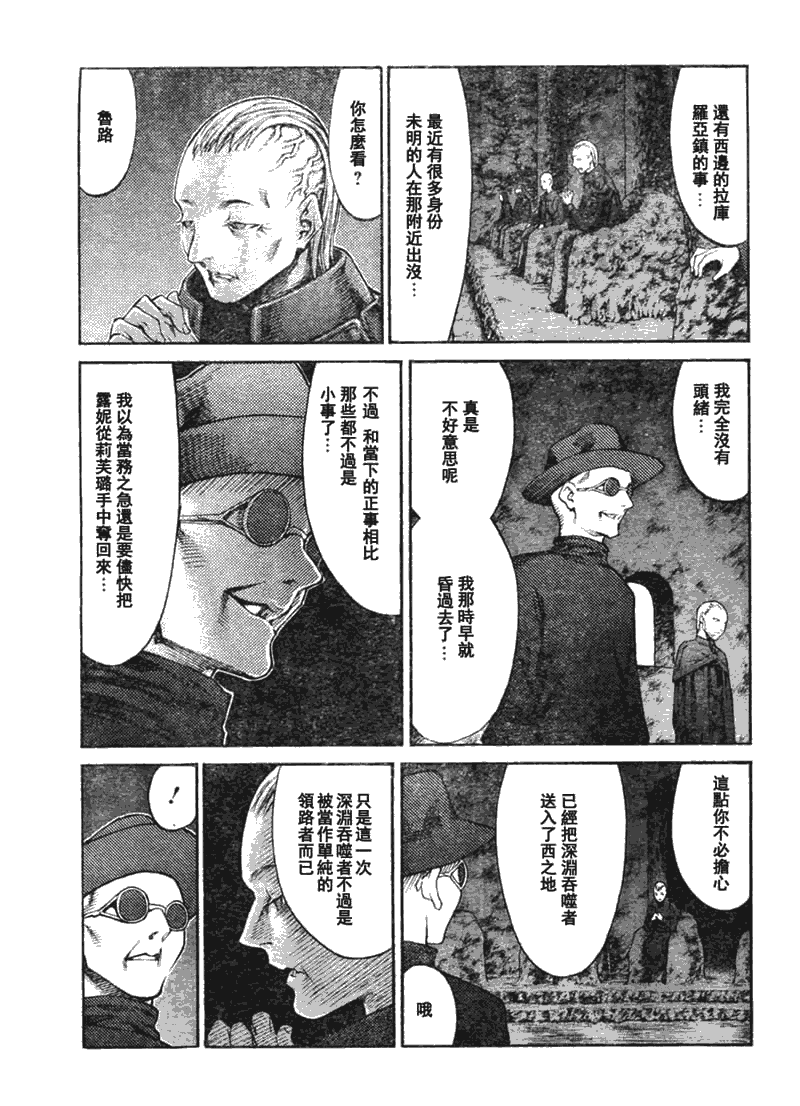 還有西邊的拉庫
羅亞鎮的事…
最近有很多身份
未明的人在那附近出沒…
你怎麼看？
魯路
我完全沒有
頭緒…
真是
不好意思呢
我那時早就
昏過去了…
不過 和當下的正事相比
那些都不過是
小事了…
我以為當務之急還是要儘快把
露妮從莉芙璐手中奪回來…
這點你不必擔心
已經把深淵吞噬者
送入了西之地
哦
只是這一次
深淵吞噬者不過是
被當作單純的
領路者而已
！